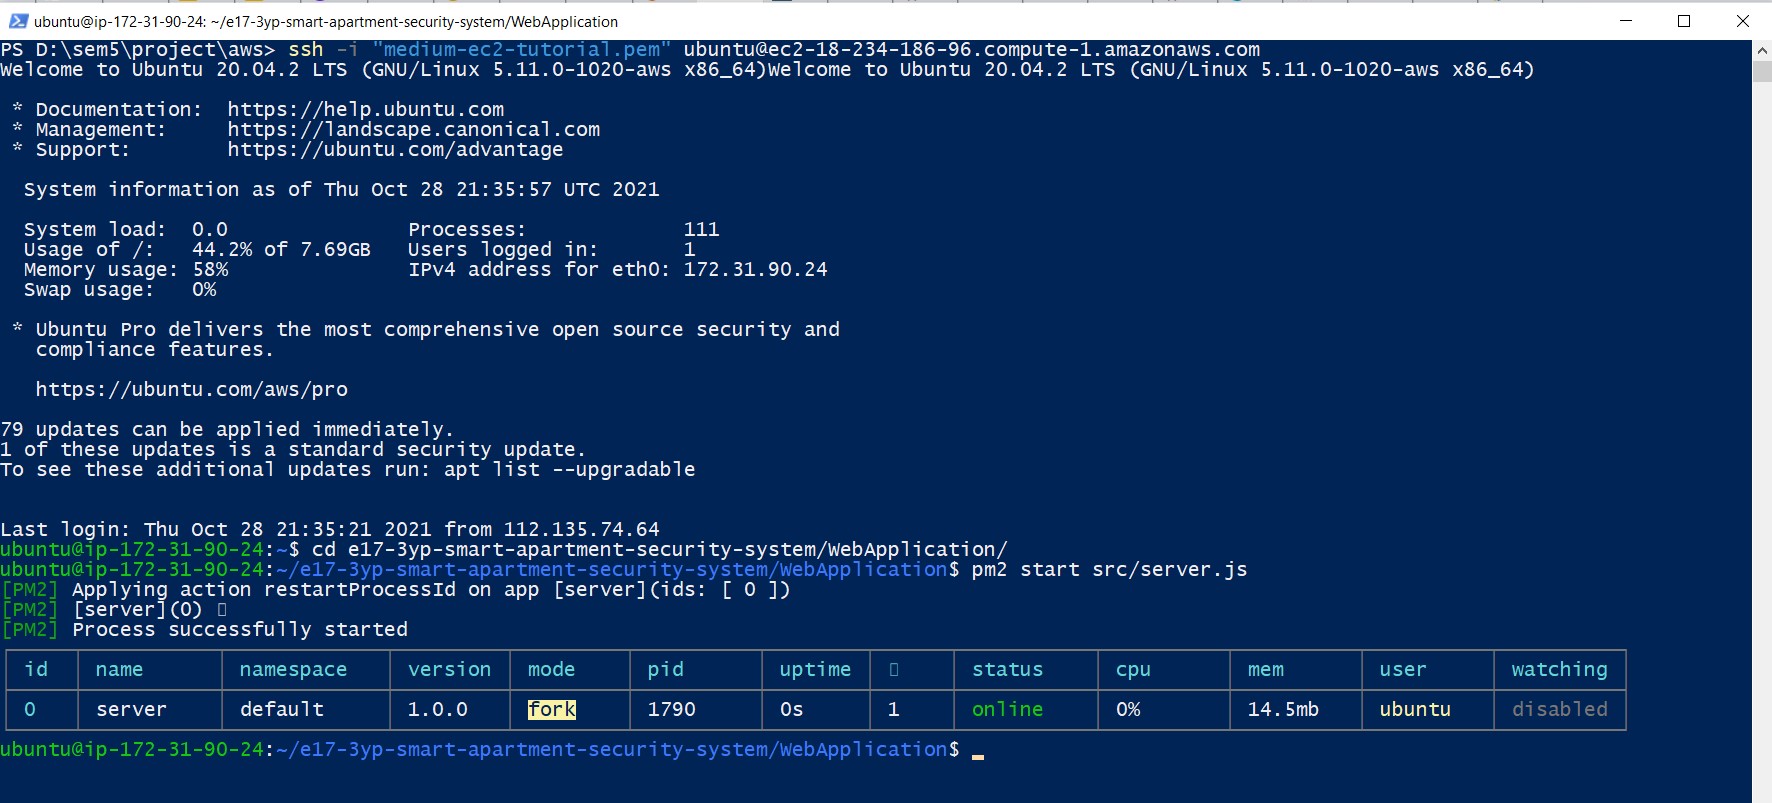 ubuntu@ip-172-31-90-24: ~/e17-3yp-smart-apartment-security-system/WebApplication
PS D:\sem5\project\aws> ssh -i "medium-ec2-tutorial.pem" ubuntu@ec2-18-234-186-96.compute-1.amazonaws.com
Welcome to Ubuntu 20.04.2 LTS (GNU/Linux 5.11.0-1020-aws x86_64)Welcome to Ubuntu 20.04.2 LTS (GNU/Linux 5.11.0-1020-aws x86_64)
* Documentation:  https://help.ubuntu.com
* Management:     https://landscape.canonical.com
* Support:        https://ubuntu.com/advantage
System information as of Thu Oct 28 21:35:57 UTC 2021
System load:  0.0               Processes:             111
Usage of /:   44.2% of 7.69GB   Users logged in:       1
Memory usage: 58%               IPv4 address for eth0: 172.31.90.24
Swap usage:   0%
* Ubuntu Pro delivers the most comprehensive open source security and
compliance features.
https://ubuntu.com/aws/pro
79 updates can be applied immediately.
1 of these updates is a standard security update.
To see these additional updates run: apt list --upgradable
Last login: Thu Oct 28 21:35:21 2021 from 112.135.74.64
ubuntu@ip-172-31-90-24:~$ cd e17-3yp-smart-apartment-security-system/WebApplication/
ubuntu@ip-172-31-90-24:~/e17-3yp-smart-apartment-security-system/WebApplication$ pm2 start src/server.js
[PM2] Applying action restartProcessId on app [server](ids: [ 0 ])
[PM2] [server](0) 
[PM2] Process successfully started
id name namespace version mode pid uptime status cpu mem user watching
0 server default 1.0.0 fork 1790 0s 1 online 0% 14.5mb ubuntu disabled
ubuntu@ip-172-31-90-24:~/e17-3yp-smart-apartment-security-system/WebApplication$ _